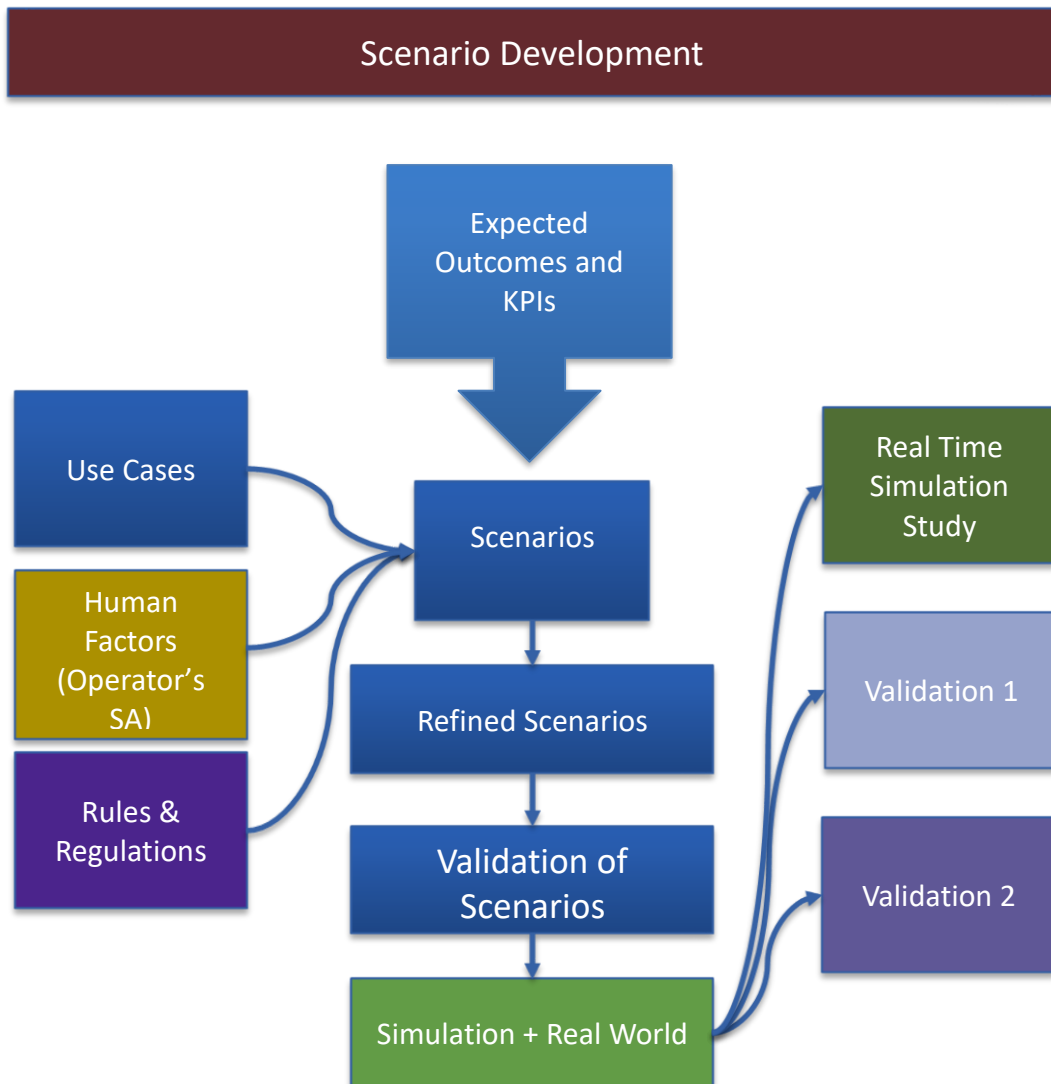 Scenario Development
Expected
Outcomes and
KPIs
Use Cases
Human
Factors
(Operator’s
SA)
Rules &
Regulations
Scenarios
Refined Scenarios
Validation of
Scenarios
Simulation + Real World
Real Time
Simulation
Study
Validation 1
Validation 2